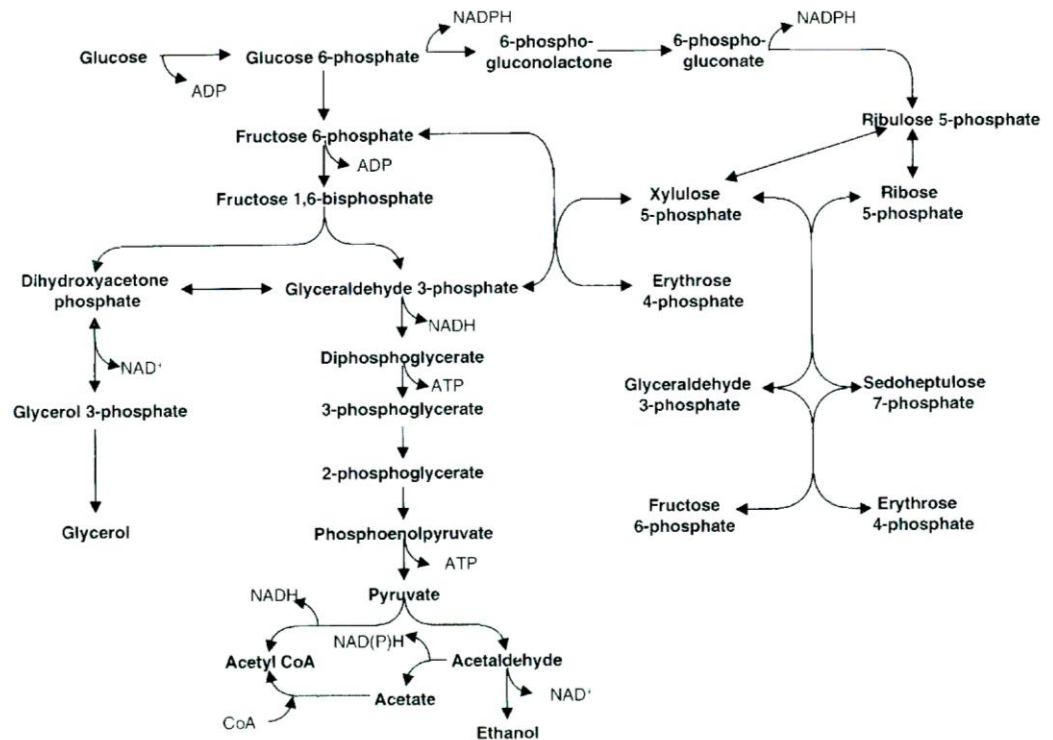 NADPH
NADPH
Glucose
Glucose 6-phosphate
6-phospho-
gluconolactone
6-phospho-
gluconate
ADP
Ribulose 5-phosphate
Fructose 6-phosphate
ADP
Fructose 1,6-bisphosphate
Xylulose
5-phosphate
Ribose
5-phosphate
Dihydroxyacetone
phosphate
Glyceraldehyde 3-phosphate
Erythrose
4-phosphate
NADH
Diphosphoglycerate
NAD⁺
ATP
Glycerol 3-phosphate
3-phosphoglycerate
Glyceraldehyde
3-phosphate
Sedoheptulose
7-phosphate
2-phosphoglycerate
Glycerol
Phosphoenolpyruvate
Fructose
6-phosphate
Erythrose
4-phosphate
ATP
NADH
Pyruvate
NAD(P)H
Acetyl CoA
Acetaldehyde
Acetate
NAD⁺
CoA
Ethanol